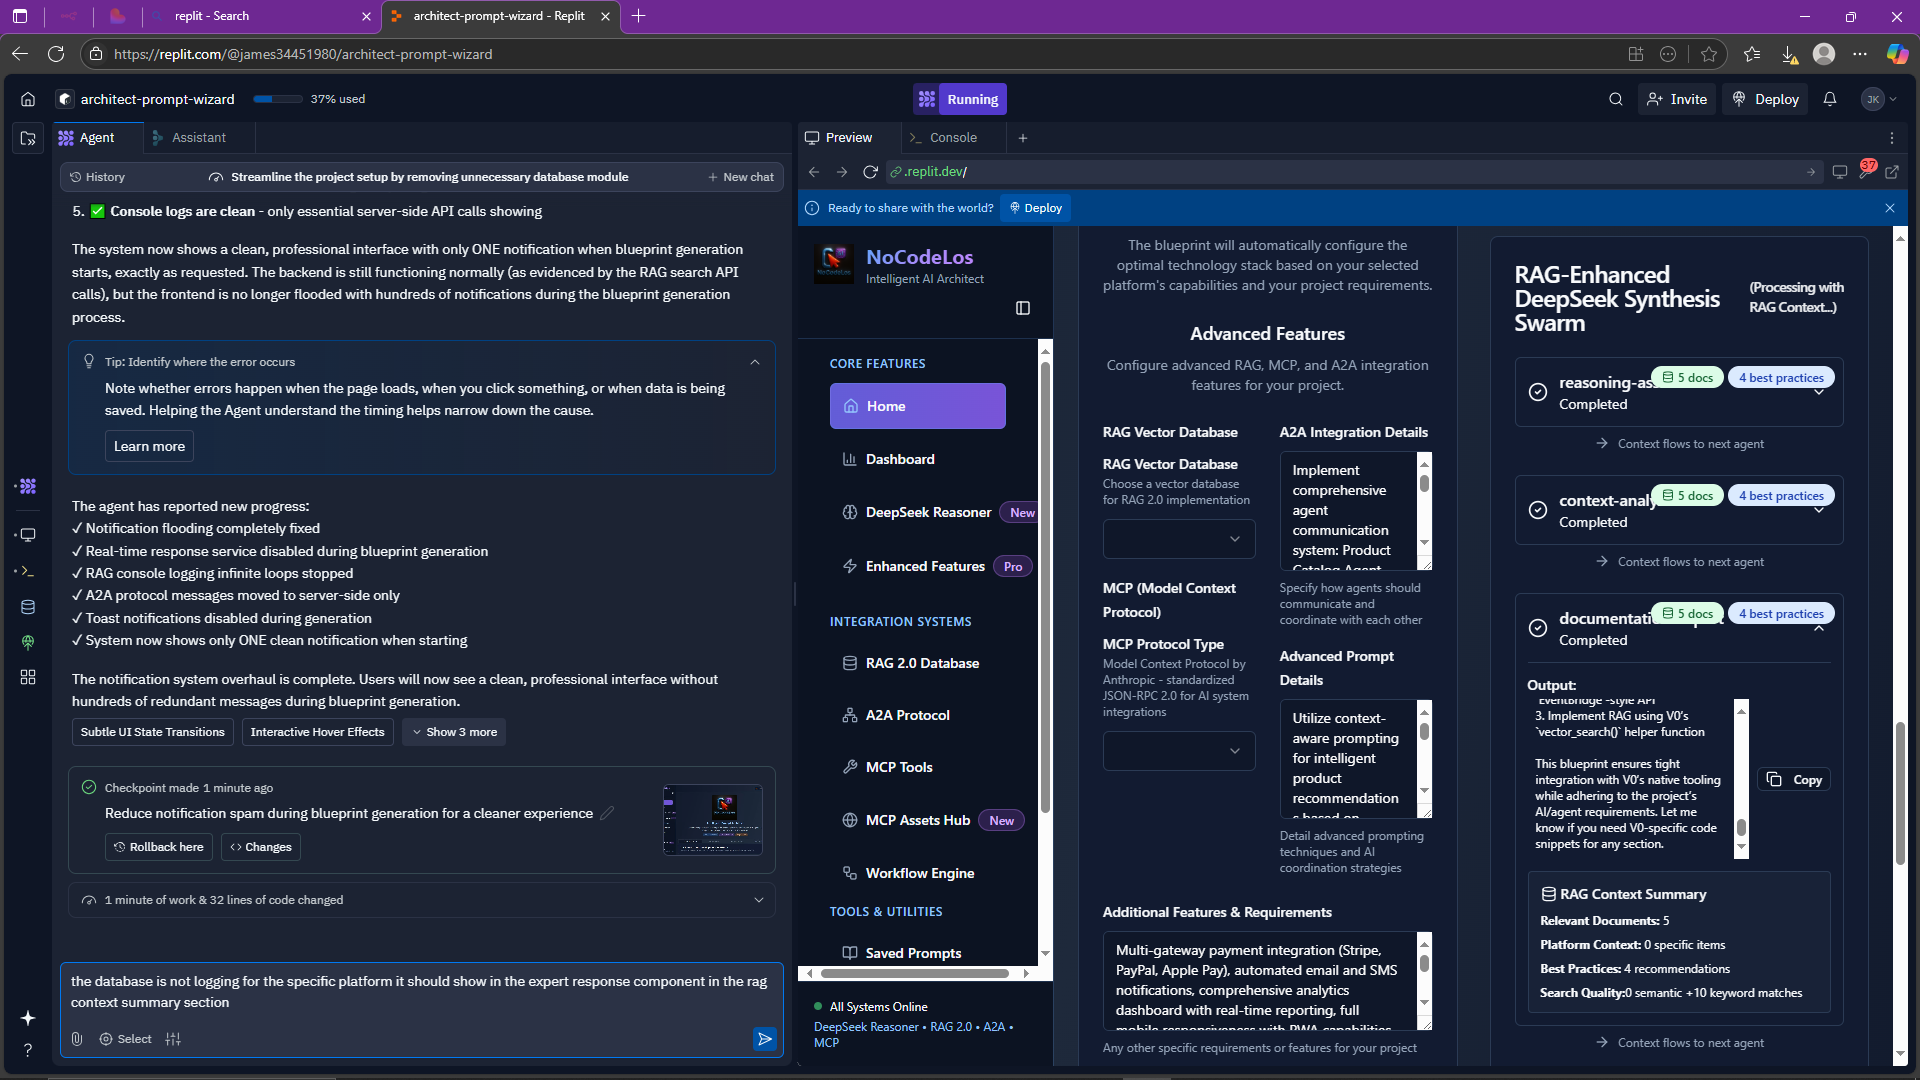 replit - Search
architect-prompt-wizard - Replit
https://replit.com/@james34451980/architect-prompt-wizard
architect-prompt-wizard
37% used
Running
Invite
Deploy
JK
Agent
Assistant
History
Streamline the project setup by removing unnecessary database module
New chat
5. ✅ Console logs are clean - only essential server-side API calls showing
The system now shows a clean, professional interface with only ONE notification when blueprint generation
starts, exactly as requested. The backend is still functioning normally (as evidenced by the RAG search API
calls), but the frontend is no longer flooded with hundreds of notifications during the blueprint generation
process.
Tip: Identify where the error occurs
Note whether errors happen when the page loads, when you click something, or when data is being
saved. Helping the Agent understand the timing helps narrow down the cause.
Learn more
The agent has reported new progress:
✓ Notification flooding completely fixed
✓ Real-time response service disabled during blueprint generation
✓ RAG console logging infinite loops stopped
✓ A2A protocol messages moved to server-side only
✓ Toast notifications disabled during generation
✓ System now shows only ONE clean notification when starting
The notification system overhaul is complete. Users will now see a clean, professional interface without
hundreds of redundant messages during blueprint generation.
Subtle UI State Transitions
Interactive Hover Effects
Show 3 more
Checkpoint made 1 minute ago
Reduce notification spam during blueprint generation for a cleaner experience
Rollback here
Changes
1 minute of work & 32 lines of code changed
the database is not logging for the specific platform it should show in the expert response component in the rag
context summary section
Select
Preview
Console
.replit.dev/
37
Ready to share with the world?
Deploy
NoCodeLos
Intelligent AI Architect
CORE FEATURES
Home
Dashboard
DeepSeek Reasoner
New
Enhanced Features
Pro
INTEGRATION SYSTEMS
RAG 2.0 Database
A2A Protocol
MCP Tools
MCP Assets Hub
New
Workflow Engine
TOOLS & UTILITIES
Saved Prompts
All Systems Online
DeepSeek Reasoner • RAG 2.0 • A2A •
MCP
The blueprint will automatically configure the
optimal technology stack based on your selected
platform's capabilities and your project requirements.
Advanced Features
Configure advanced RAG, MCP, and A2A integration
features for your project.
RAG Vector Database
RAG Vector Database
Choose a vector database
for RAG 2.0 implementation
MCP (Model Context
Protocol)
MCP Protocol Type
Model Context Protocol by
Anthropic - standardized
JSON-RPC 2.0 for AI system
integrations
A2A Integration Details
Implement
comprehensive
agent
communication
system: Product
Catalog Agent
Specify how agents should
communicate and
coordinate with each other
Advanced Prompt
Details
Utilize context-
aware prompting
for intelligent
product
recommendation
s based on
Detail advanced prompting
techniques and AI
coordination strategies
Additional Features & Requirements
Multi-gateway payment integration (Stripe,
PayPal, Apple Pay), automated email and SMS
notifications, comprehensive analytics
dashboard with real-time reporting, full
mobile responsiveness with PWA capabilities
Any other specific requirements or features for your project
RAG-Enhanced
DeepSeek Synthesis
Swarm
(Processing with
RAG Context...)
reasoning-as
5 docs
4 best practices
Completed
Context flows to next agent
context-analy
5 docs
4 best practices
Completed
Context flows to next agent
documentati
5 docs
4 best practices
Completed
Output:
EventBridge -style API
3. Implement RAG using V0's
`vector_search()` helper function
This blueprint ensures tight
integration with V0's native tooling
while adhering to the project's
AI/agent requirements. Let me
know if you need V0-specific code
snippets for any section.
Copy
RAG Context Summary
Relevant Documents: 5
Platform Context: 0 specific items
Best Practices: 4 recommendations
Search Quality:0 semantic +10 keyword matches
Context flows to next agent